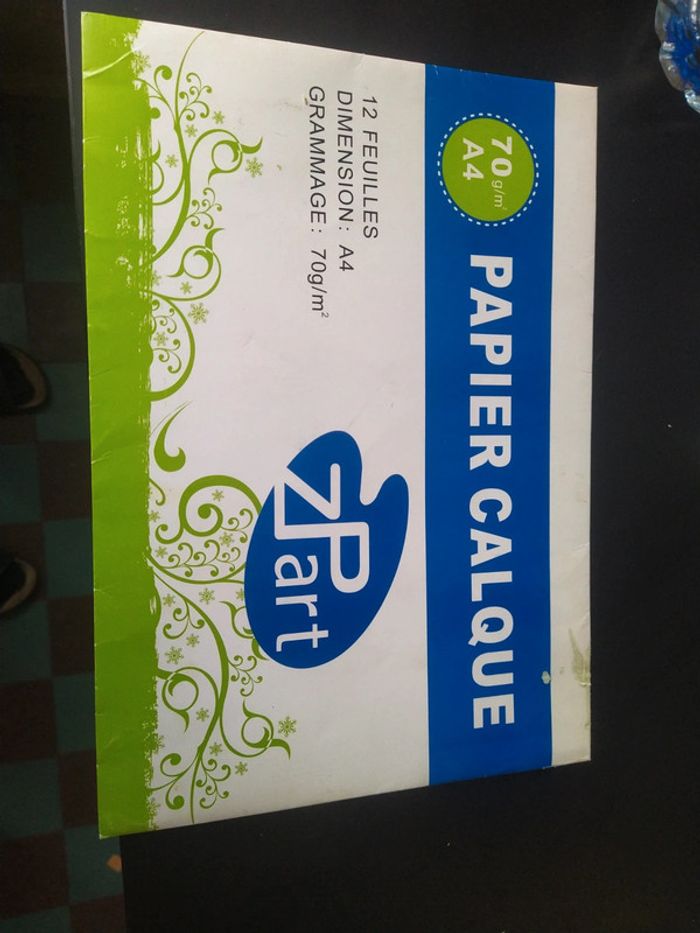 70g/m²
A4
PAPIER CALQUE
12 FEUILLES
DIMENSION: A4
GRAMMAGE: 70g/m²
ZPart